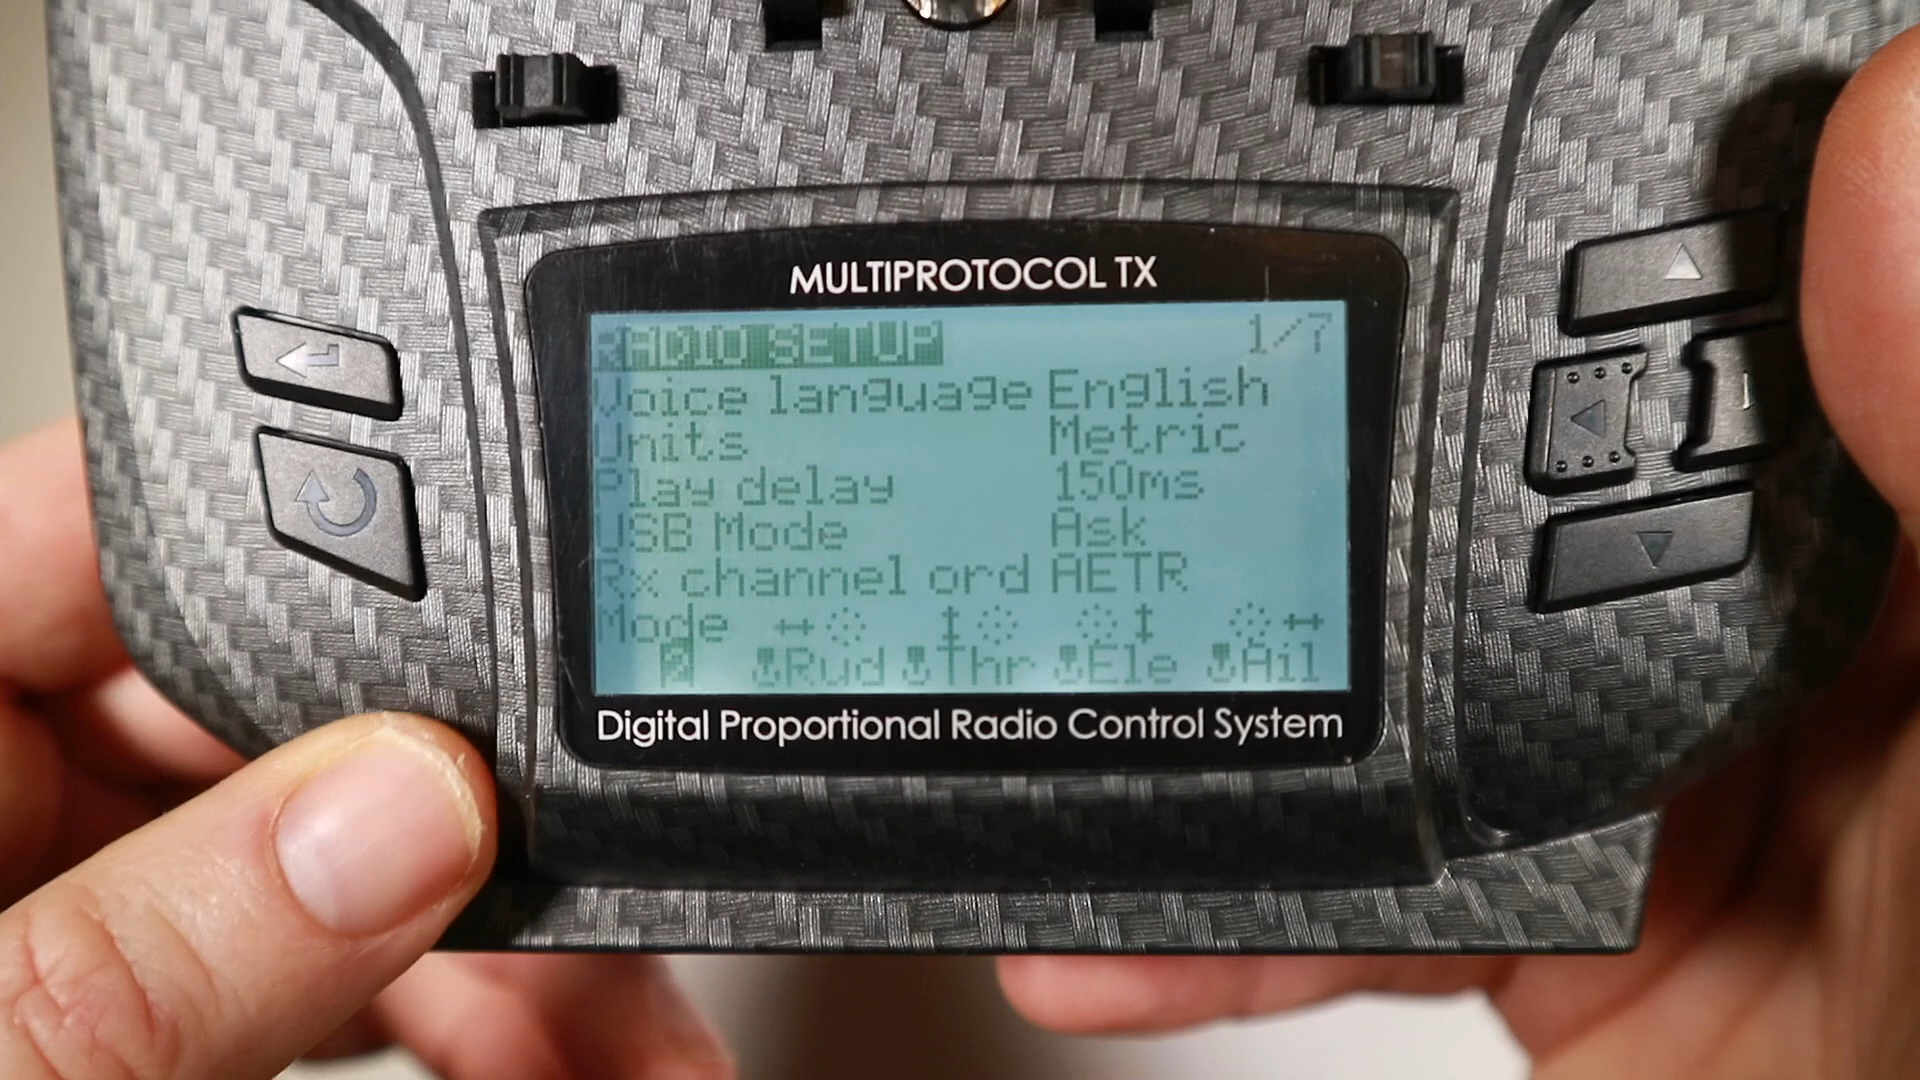 MULTIPROTOCOL TX
RADIO SETUP 1/7
Voice language English
Units Metric
Play delay 150ms
USB Mode Ask
Rx channel ord AETR
Mode
2 Rud Thr Ele Ail
Digital Proportional Radio Control System